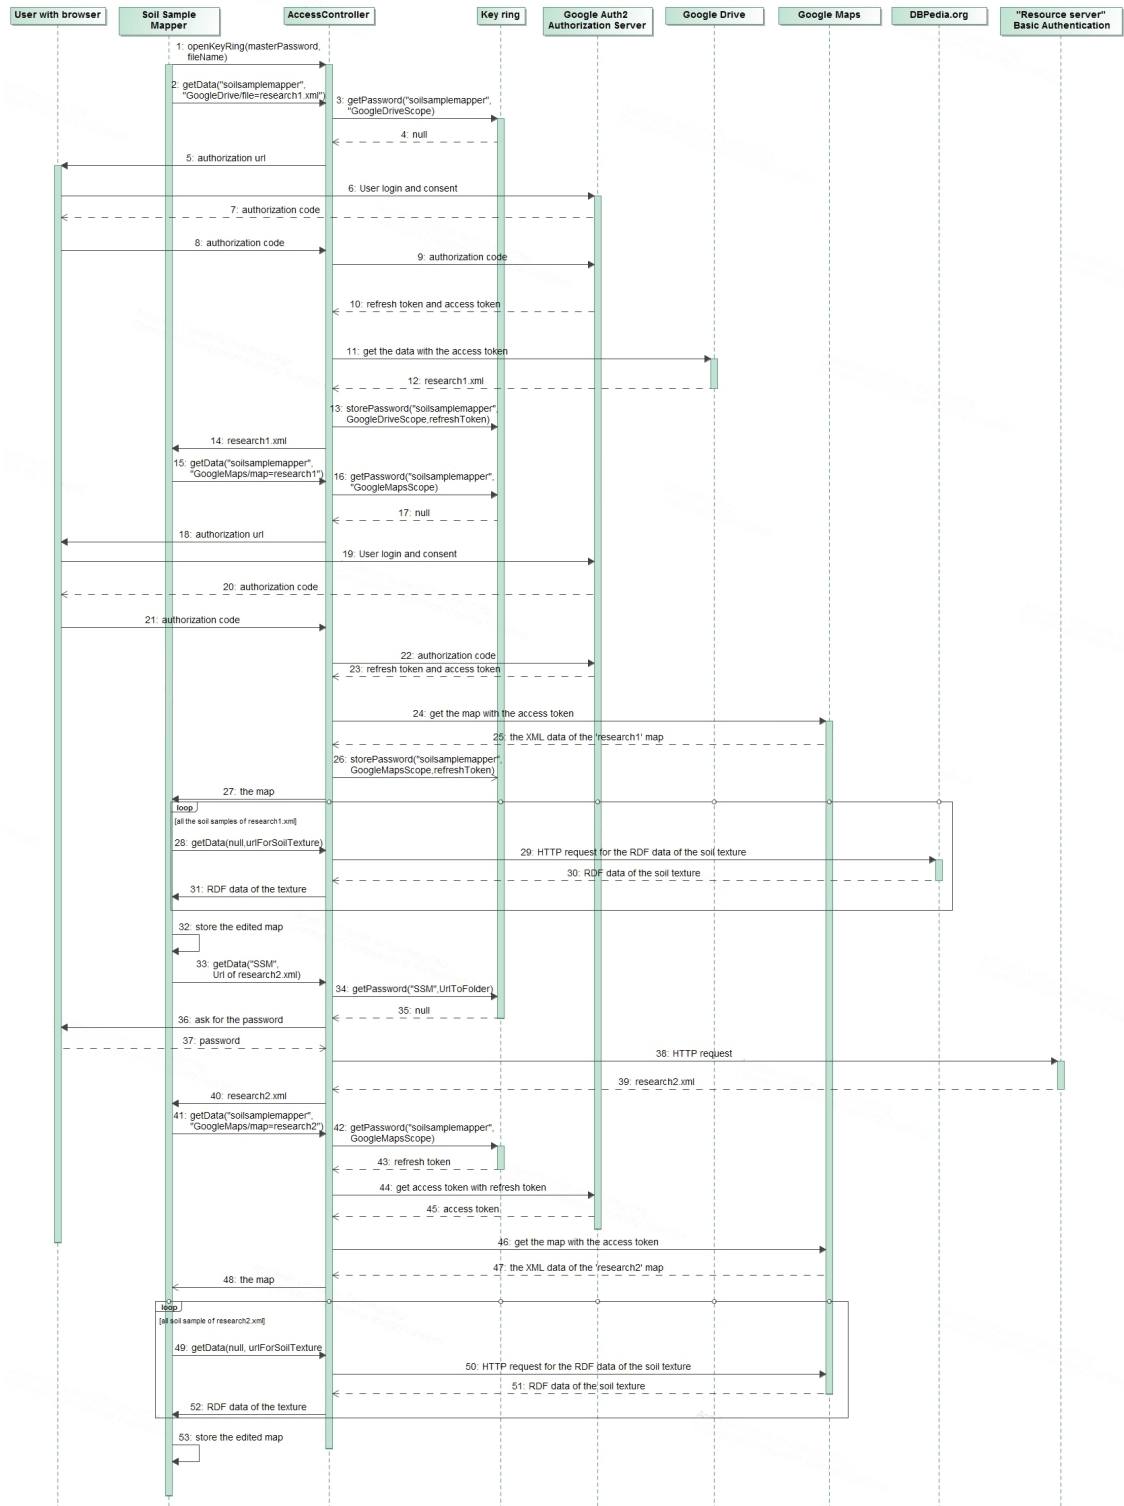 User with browser
Soil Sample
Mapper
AccessController
Key ring
Google Auth2
Authorization Server
Google Drive
Google Maps
DBPedia.org
"Resource server"
Basic Authentication
1: openKeyRing(masterPassword,
fileName)
2: getData("soilsamplemapper",
"GoogleDrive/file=research1.xml")
3: getPassword("soilsamplemapper",
"GoogleDriveScope)
4: null
5: authorization url
6: User login and consent
7: authorization code
8: authorization code
9: authorization code
10: refresh token and access token
11: get the data with the access token
12: research1.xml
13: storePassword("soilsamplemapper",
GoogleDriveScope,refreshToken)
14: research1.xml
15: getData("soilsamplemapper",
"GoogleMaps/map=research1")
16: getPassword("soilsamplemapper",
"GoogleMapsScope)
17: null
18: authorization url
19: User login and consent
20: authorization code
21: authorization code
22: authorization code
23: refresh token and access token
24: get the map with the access token
25: the XML data of the 'research1' map
26: storePassword("soilsamplemapper",
GoogleMapsScope,refreshToken)
27: the map
loop
[all the soil samples of research1.xml]
28: getData(null,urlForSoilTexture)
29: HTTP request for the RDF data of the soil texture
30: RDF data of the soil texture
31: RDF data of the texture
32: store the edited map
33: getData("SSM",
Url of research2.xml)
34: getPassword("SSM",UrlToFolder)
35: null
36: ask for the password
37: password
38: HTTP request
39: research2.xml
40: research2.xml
41: getData("soilsamplemapper",
"GoogleMaps/map=research2")
42: getPassword("soilsamplemapper",
GoogleMapsScope)
43: refresh token
44: get access token with refresh token
45: access token
46: get the map with the access token
47: the XML data of the 'research2' map
48: the map
loop
[all soil sample of research2.xml]
49: getData(null, urlForSoilTexture
50: HTTP request for the RDF data of the soil texture
51: RDF data of the soil texture
52: RDF data of the texture
53: store the edited map